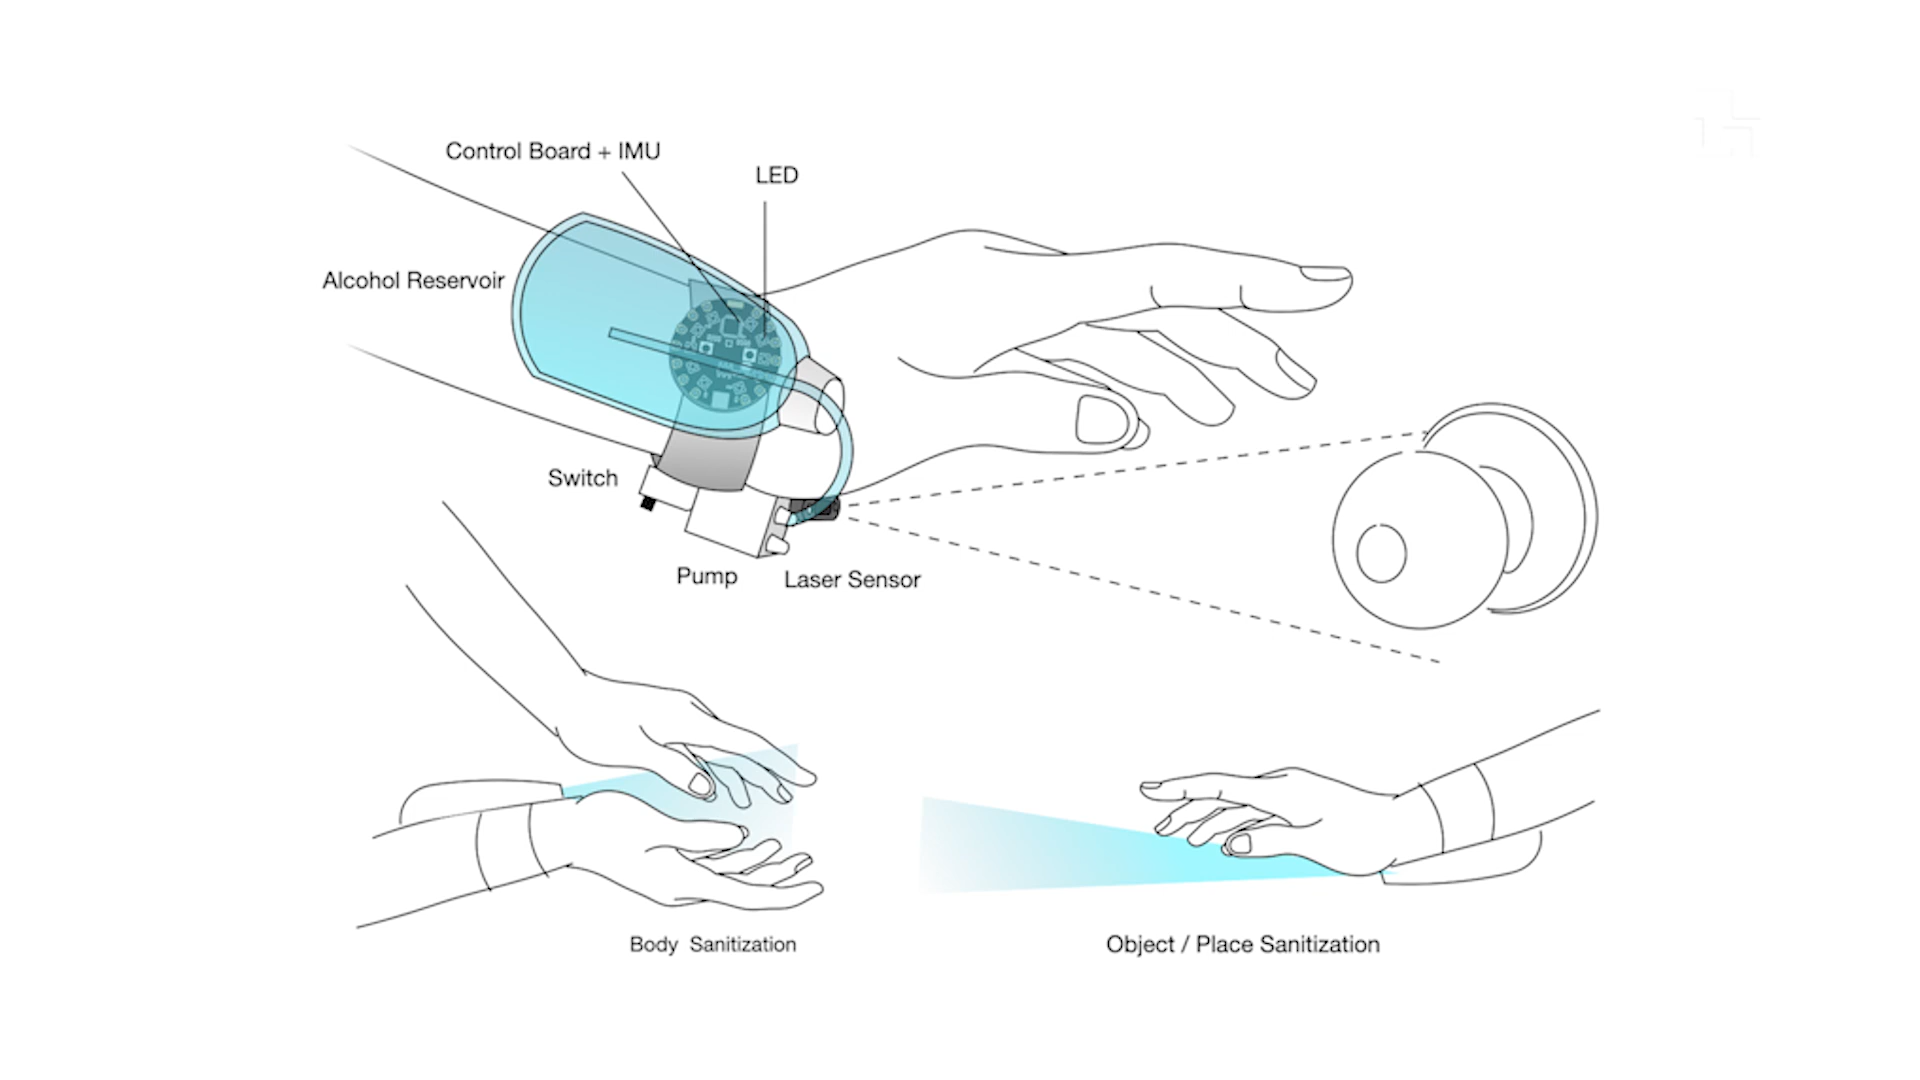 Control Board + IMU
LED
Alcohol Reservoir
Switch
Pump
Laser Sensor
Body Sanitization
Object / Place Sanitization